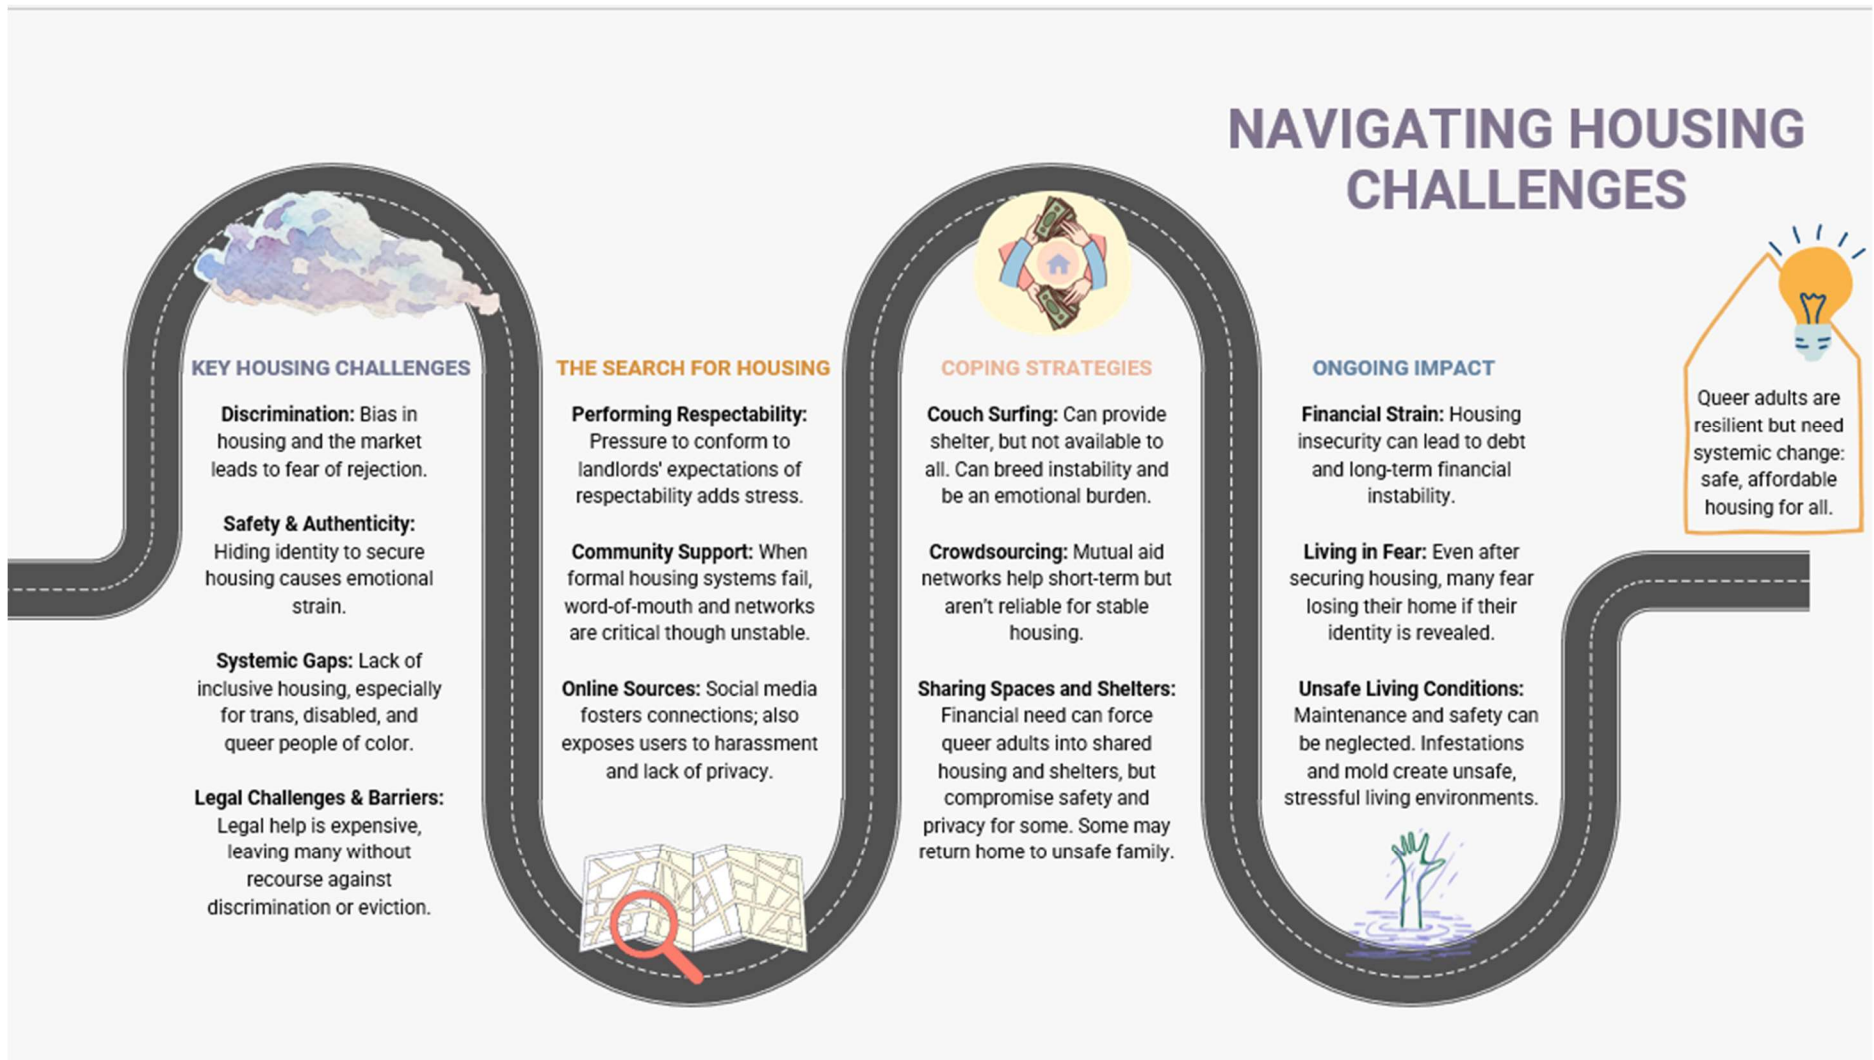 NAVIGATING HOUSING
CHALLENGES
KEY HOUSING CHALLENGES
Discrimination: Bias in
housing and the market
leads to fear of rejection.
Safety & Authenticity:
Hiding identity to secure
housing causes emotional
strain.
Systemic Gaps: Lack of
inclusive housing, especially
for trans, disabled, and
queer people of color.
Legal Challenges & Barriers:
Legal help is expensive,
leaving many without
recourse against
discrimination or eviction.
THE SEARCH FOR HOUSING
Performing Respectability:
Pressure to conform to
landlords' expectations of
respectability adds stress.
Community Support: When
formal housing systems fail,
word-of-mouth and networks
are critical though unstable.
Online Sources: Social media
fosters connections; also
exposes users to harassment
and lack of privacy.
COPING STRATEGIES
Couch Surfing: Can provide
shelter, but not available to
all. Can breed instability and
be an emotional burden.
Crowdsourcing: Mutual aid
networks help short-term but
aren't reliable for stable
housing.
Sharing Spaces and Shelters:
Financial need can force
queer adults into shared
housing and shelters, but
compromise safety and
privacy for some. Some may
return home to unsafe family.
ONGOING IMPACT
Financial Strain: Housing
insecurity can lead to debt
and long-term financial
instability.
Living in Fear: Even after
securing housing, many fear
losing their home if their
identity is revealed.
Unsafe Living Conditions:
Maintenance and safety can
be neglected. Infestations
and mold create unsafe,
stressful living environments.
Queer adults are
resilient but need
systemic change:
safe, affordable
housing for all.